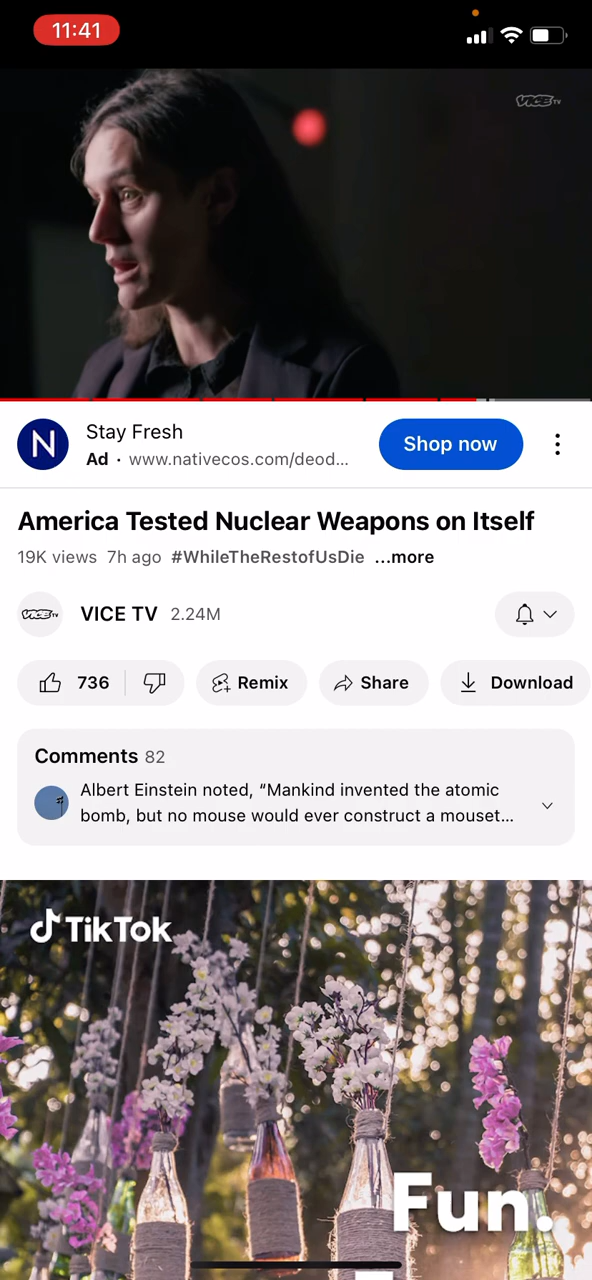 11:41
VICE TV
N
Stay Fresh
Ad · www.nativecos.com/deod...
Shop now
America Tested Nuclear Weapons on Itself
19K views 7h ago #WhileTheRestofUsDie ...more
VICE TV
VICE TV 2.24M
736
Remix
Share
Download
Comments 82
Albert Einstein noted, “Mankind invented the atomic
bomb, but no mouse would ever construct a mouset...
TikTok
Fun.